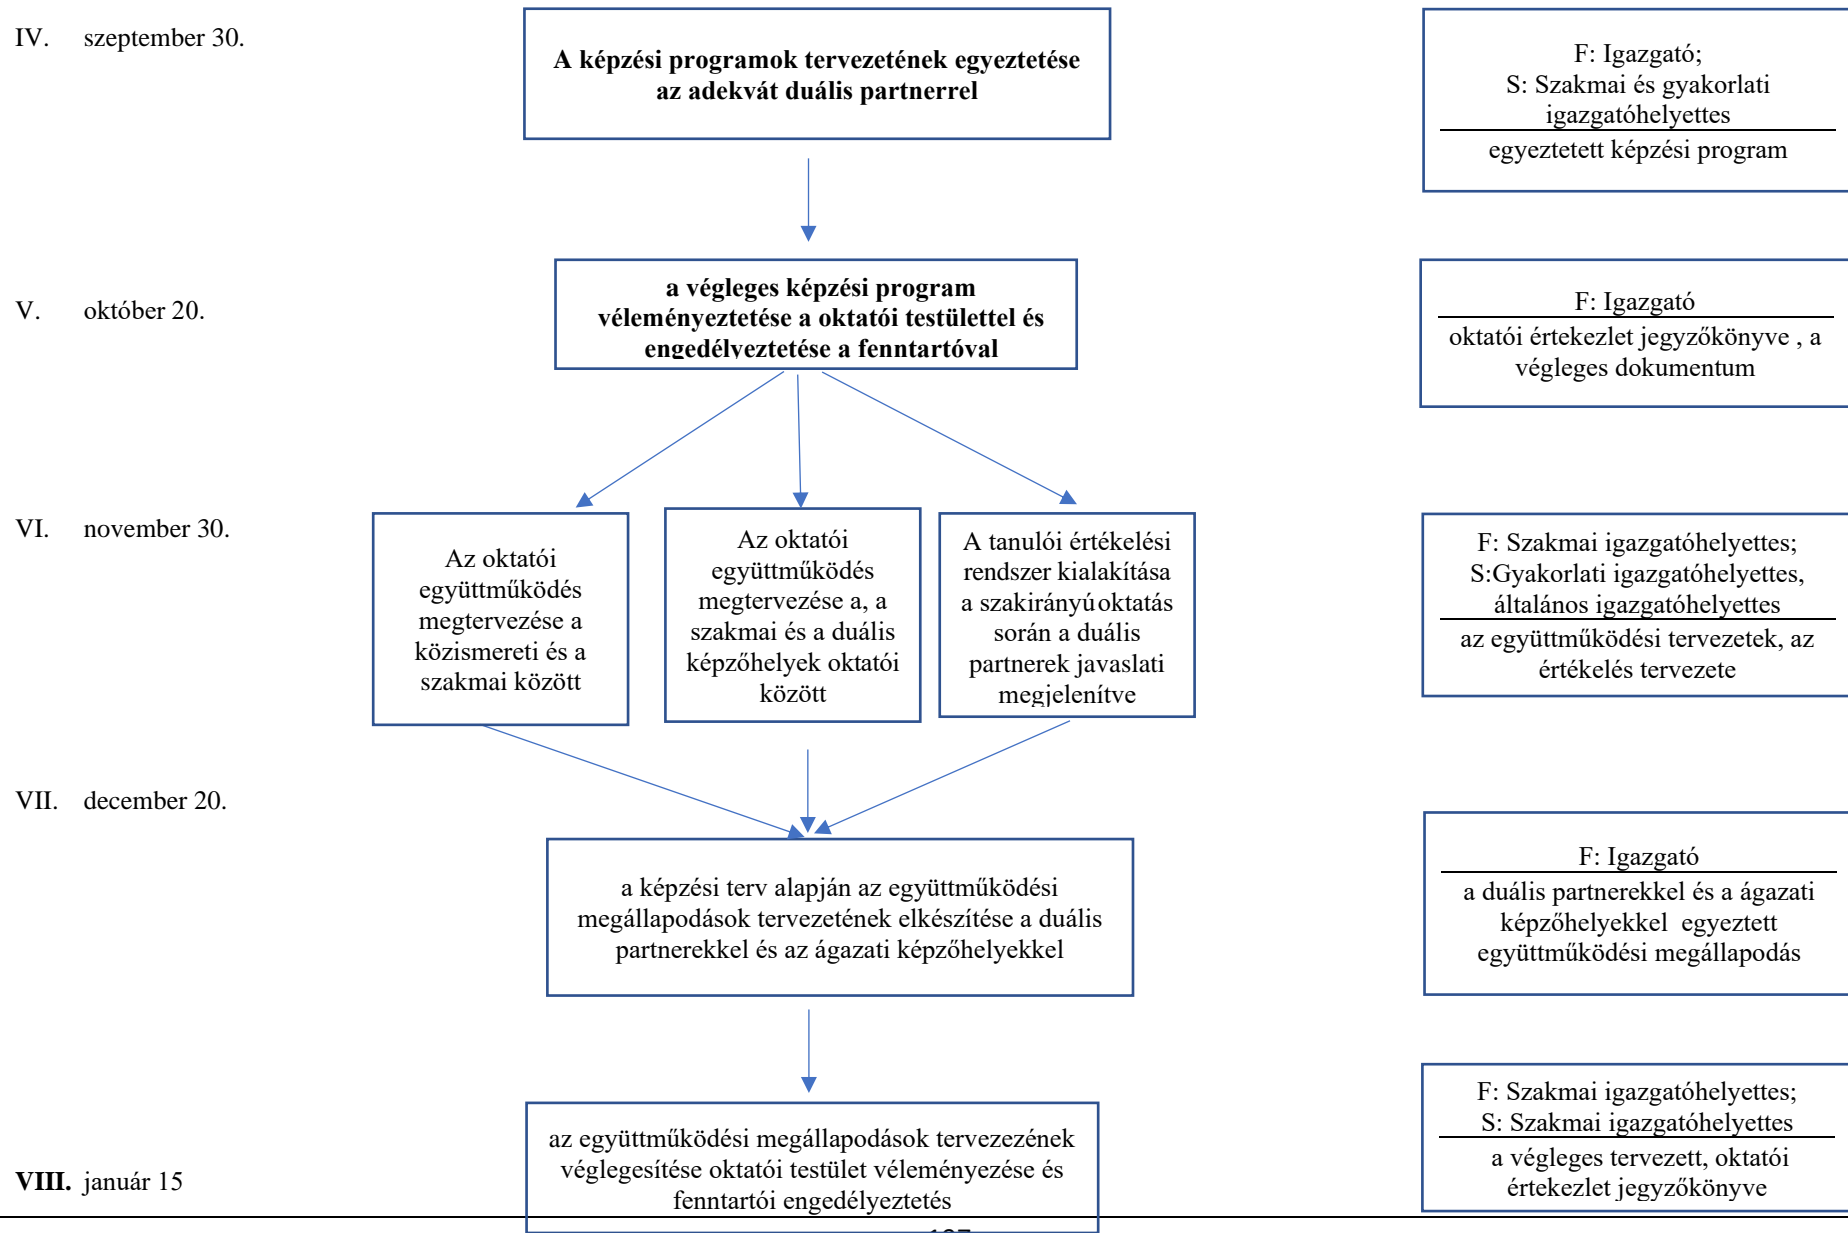 IV. szeptember 30.
A képzési programok tervezetének egyeztetése
az adekvát duális partnerrel
F: Igazgató;
S: Szakmai és gyakorlati
igazgatóhelyettes
egyeztetett képzési program
V. október 20.
a végleges képzési program
véleményeztetése a oktatói testülettel és
engedélyeztetése a fenntartóval
F: Igazgató
oktatói értekezlet jegyzőkönyve , a
végleges dokumentum
VI. november 30.
Az oktatói
együttműködés
megtervezése a
közismereti és a
szakmai között
Az oktatói
együttműködés
megtervezése a, a
szakmai és a duális
képzőhelyek oktatói
között
A tanulói értékelési
rendszer kialakítása
a szakirányú oktatás
során a duális
partnerek javaslati
megjelenítve
F: Szakmai igazgatóhelyettes;
S:Gyakorlati igazgatóhelyettes,
általános igazgatóhelyettes
az együttműködési tervezetek, az
értékelés tervezete
VII. december 20.
a képzési terv alapján az együttműködési
megállapodások tervezetének elkészítése a duális
partnerekkel és az ágazati képzőhelyekkel
F: Igazgató
a duális partnerekkel és a ágazati
képzőhelyekkel egyeztett
együttműködési megállapodás
VIII. január 15
az együttműködési megállapodások tervezezének
véglegesítése oktatói testület véleményezése és
fenntartói engedélyeztetés
F: Szakmai igazgatóhelyettes;
S: Szakmai igazgatóhelyettes
a végleges tervezett, oktatói
értekezlet jegyzőkönyve